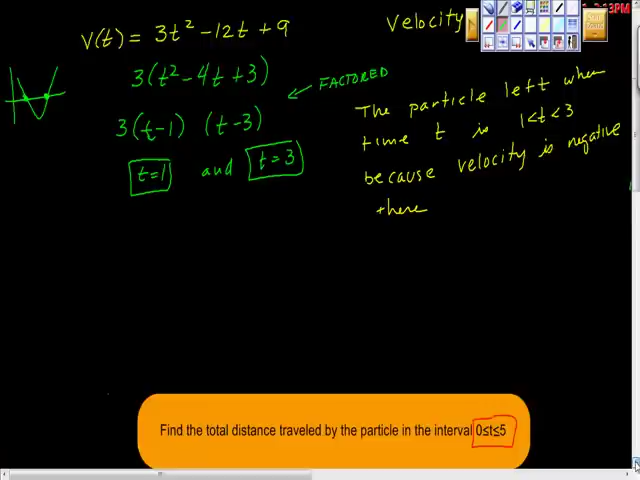 v(t) = 3t² - 12t + 9
Velocity
3(t² - 4t + 3)
FACTORED
3(t-1) (t-3)
t=1 and t=3
The particle left when
time t is 1<t<3
because velocity is negative
there
Find the total distance traveled by the particle in the interval 0≤t≤5